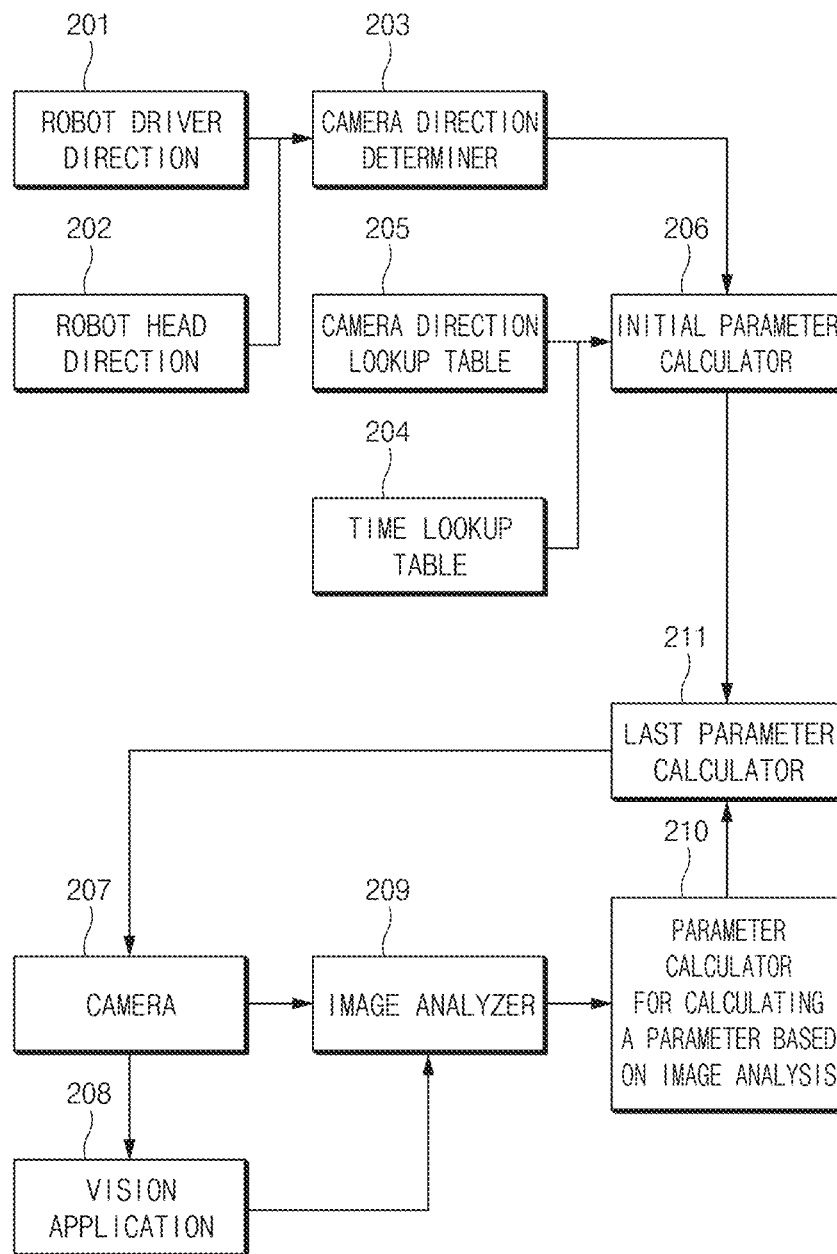 201
ROBOT DRIVER
DIRECTION
203
CAMERA DIRECTION
DETERMINER
202
ROBOT HEAD
DIRECTION
205
CAMERA DIRECTION
LOOKUP TABLE
206
INITIAL PARAMETER
CALCULATOR
204
TIME LOOKUP
TABLE
211
LAST PARAMETER
CALCULATOR
207
CAMERA
209
IMAGE ANALYZER
210
PARAMETER
CALCULATOR
FOR CALCULATING
A PARAMETER BASED
ON IMAGE ANALYSIS
208
VISION
APPLICATION